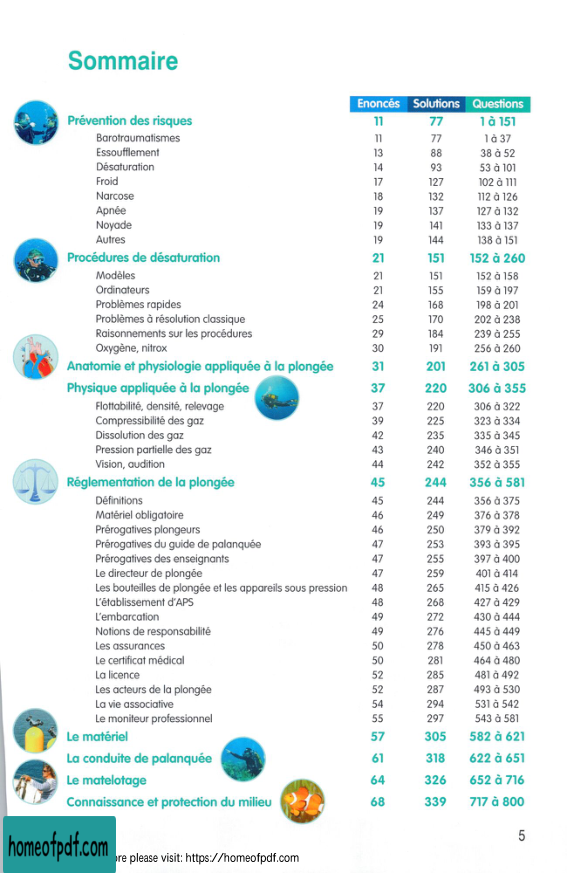 Sommaire
Enoncés Solutions Questions
Prévention des risques 11 77 1 à 151
Barotraumatismes 11 77 1 à 37
Essoufflement 13 88 38 à 52
Désaturation 14 93 53 à 101
Froid 17 127 102 à 111
Narcose 18 132 112 à 126
Apnée 19 137 127 à 132
Noyade 19 141 133 à 137
Autres 19 144 138 à 151
Procédures de désaturation 21 151 152 à 260
Modèles 21 151 152 à 158
Ordinateurs 21 155 159 à 197
Problèmes rapides 24 168 198 à 201
Problèmes à résolution classique 25 170 202 à 238
Raisonnements sur les procédures 29 184 239 à 255
Oxygène, nitrox 30 191 256 à 260
Anatomie et physiologie appliquée à la plongée 31 201 261 à 305
Physique appliquée à la plongée 37 220 306 à 355
Flottabilité, densité, relevage 37 220 306 à 322
Compressibilité des gaz 39 225 323 à 334
Dissolution des gaz 42 235 335 à 345
Pression partielle des gaz 43 240 346 à 351
Vision, audition 44 242 352 à 355
Réglementation de la plongée 45 244 356 à 581
Définitions 45 244 356 à 375
Matériel obligatoire 46 249 376 à 378
Prérogatives plongeurs 46 250 379 à 392
Prérogatives du guide de palanquée 47 253 393 à 395
Prérogatives des enseignants 47 255 397 à 400
Le directeur de plongée 47 259 401 à 414
Les bouteilles de plongée et les appareils sous pression 48 265 415 à 426
L'établissement d'APS 48 268 427 à 429
L'embarcation 49 272 430 à 444
Notions de responsabilité 49 276 445 à 449
Les assurances 50 278 450 à 463
Le certificat médical 50 281 464 à 480
La licence 52 285 481 à 492
Les acteurs de la plongée 52 287 493 à 530
La vie associative 54 294 531 à 542
Le moniteur professionnel 55 297 543 à 581
Le matériel 57 305 582 à 621
La conduite de palanquée 61 318 622 à 651
Le matelotage 64 326 652 à 716
Connaissance et protection du milieu 68 339 717 à 800
5
homeofpdf.com
please visit: https://homeofpdf.com